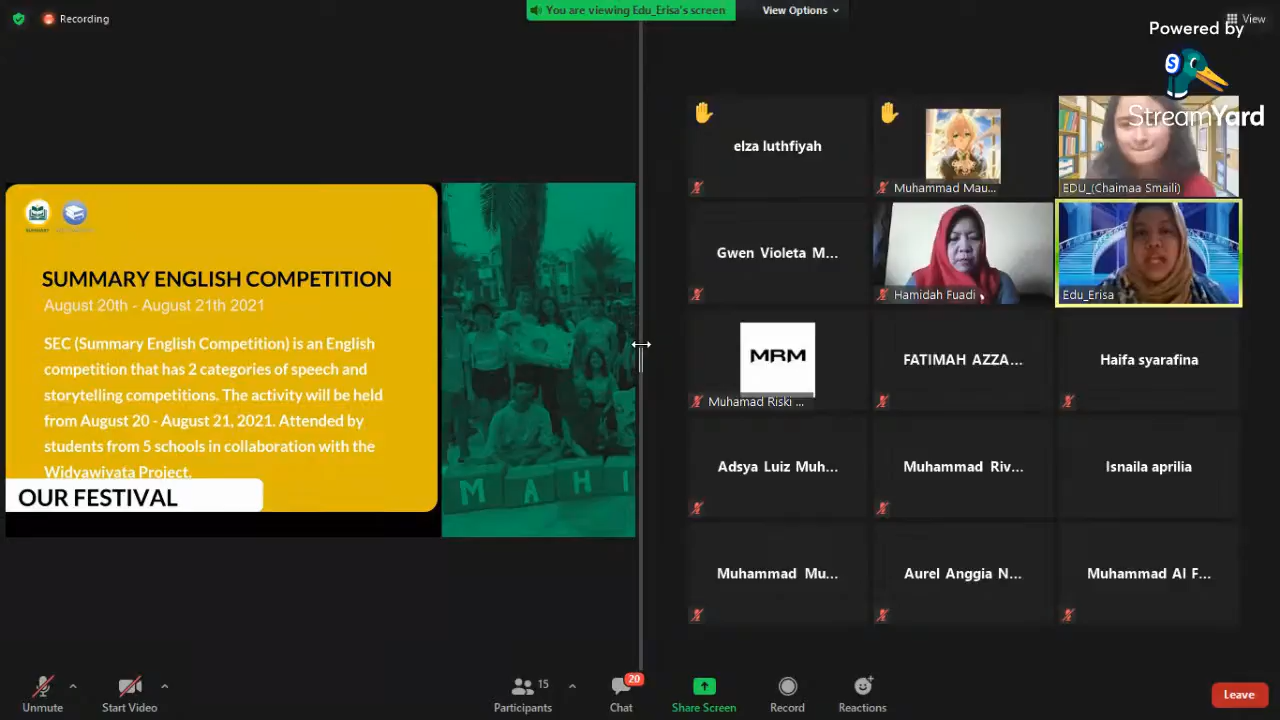 Recording
You are viewing Edu_Erisa's screen
View Options
View
Powered by
StreamYard
SUMMARY ENGLISH COMPETITION
August 20th - August 21th 2021
SEC (Summary English Competition) is an English
competition that has 2 categories of speech and
storytelling competitions. The activity will be held
from August 20 - August 21, 2021. Attended by
students from 5 schools in collaboration with the
Widyawiyata Project.
OUR FESTIVAL
M A H I
elza luthfiyah
Muhammad Mau...
EDU_(Chaimaa Smaili)
Gwen Violeta M...
Hamidah Fuadi
Edu_Erisa
MRM
Muhamad Riski ...
FATIMAH AZZA...
Haifa syarafina
Adsya Luiz Muh...
Muhammad Riv...
Isnaila aprilia
Muhammad Mu...
Aurel Anggia N...
Muhammad Al F...
Unmute
Start Video
15
Participants
20
Chat
Share Screen
Record
Reactions
Leave